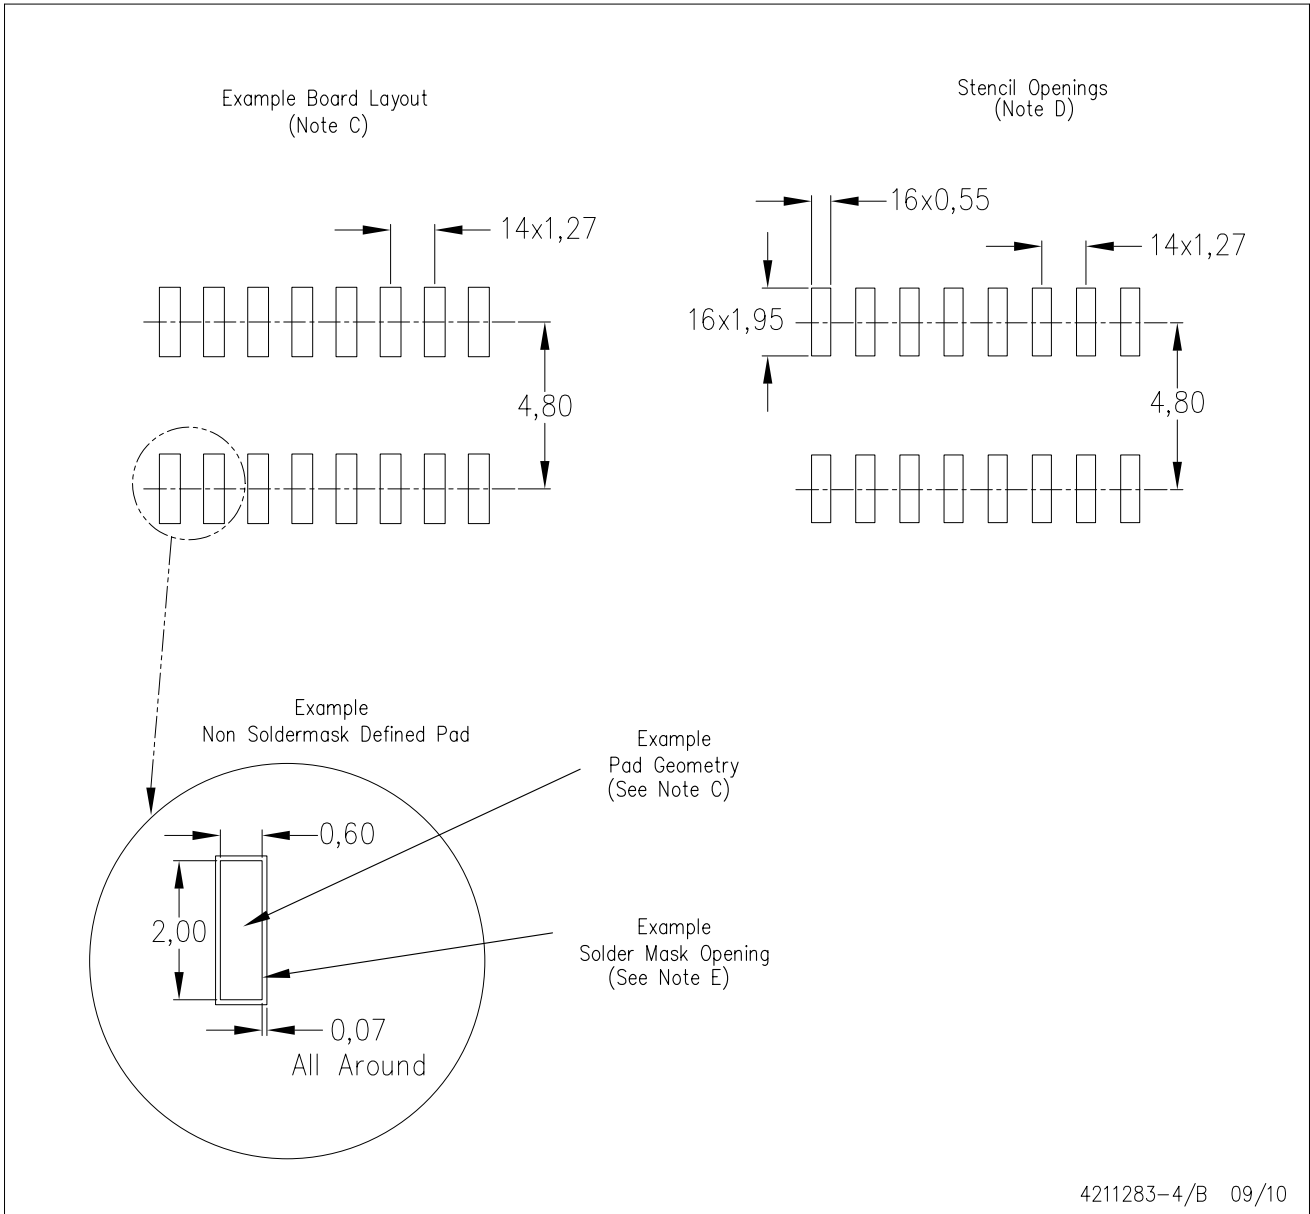 Example Board Layout
(Note C)
Stencil Openings
(Note D)
14x1,27
16x0,55
14x1,27
16x1,95
4,80
4,80
Example
Non Soldermask Defined Pad
Example
Pad Geometry
(See Note C)
0,60
2,00
Example
Solder Mask Opening
(See Note E)
0,07
All Around
4211283-4/B 09/10